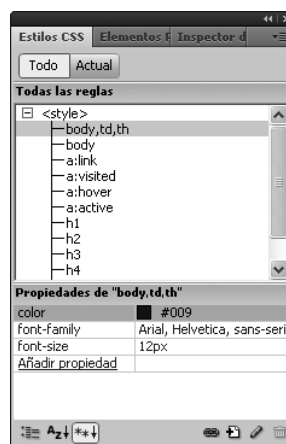 Estilos CSS Elementos Inspector d
Todo Actual
Todas las reglas
<style>
body,td,th
body
a:link
a:visited
a:hover
a:active
h1
h2
h3
h4
Propiedades de "body,td,th"
color #009
font-family Arial, Helvetica, sans-seri
font-size 12px
Añadir propiedad